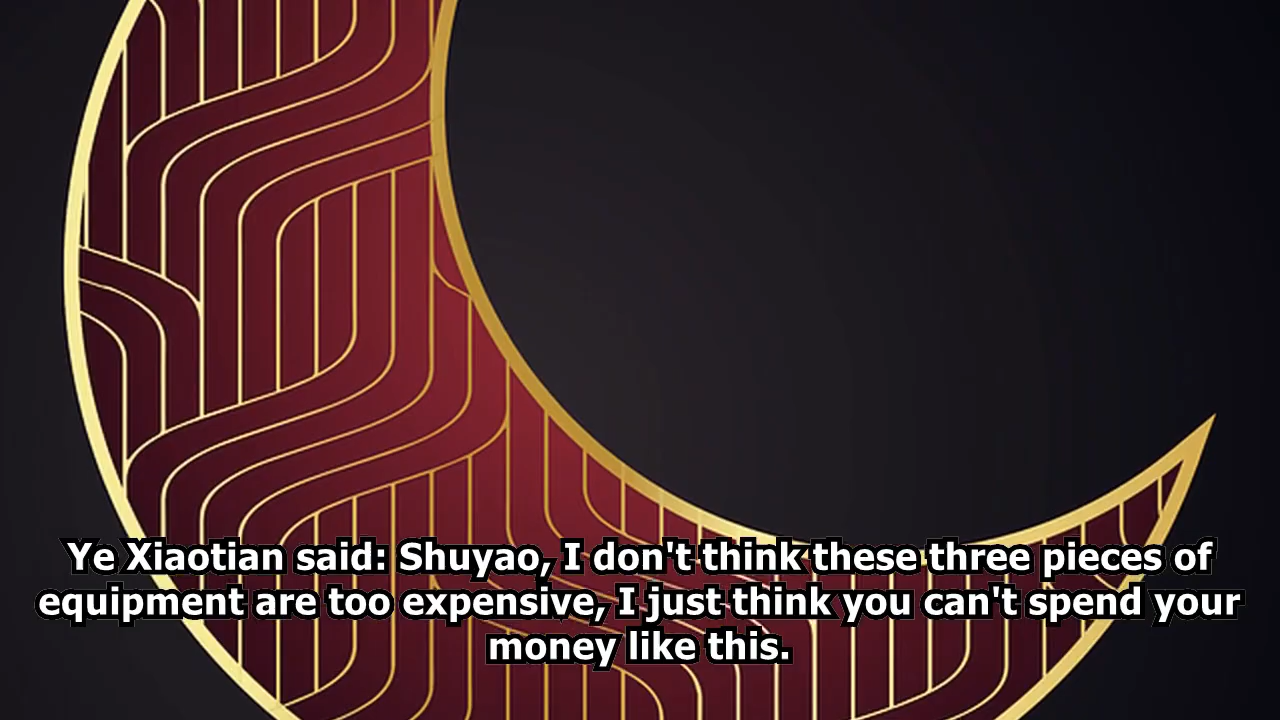 Ye Xiaotian said: Shuyao, I don't think these three pieces of
equipment are too expensive, I just think you can't spend your
money like this.